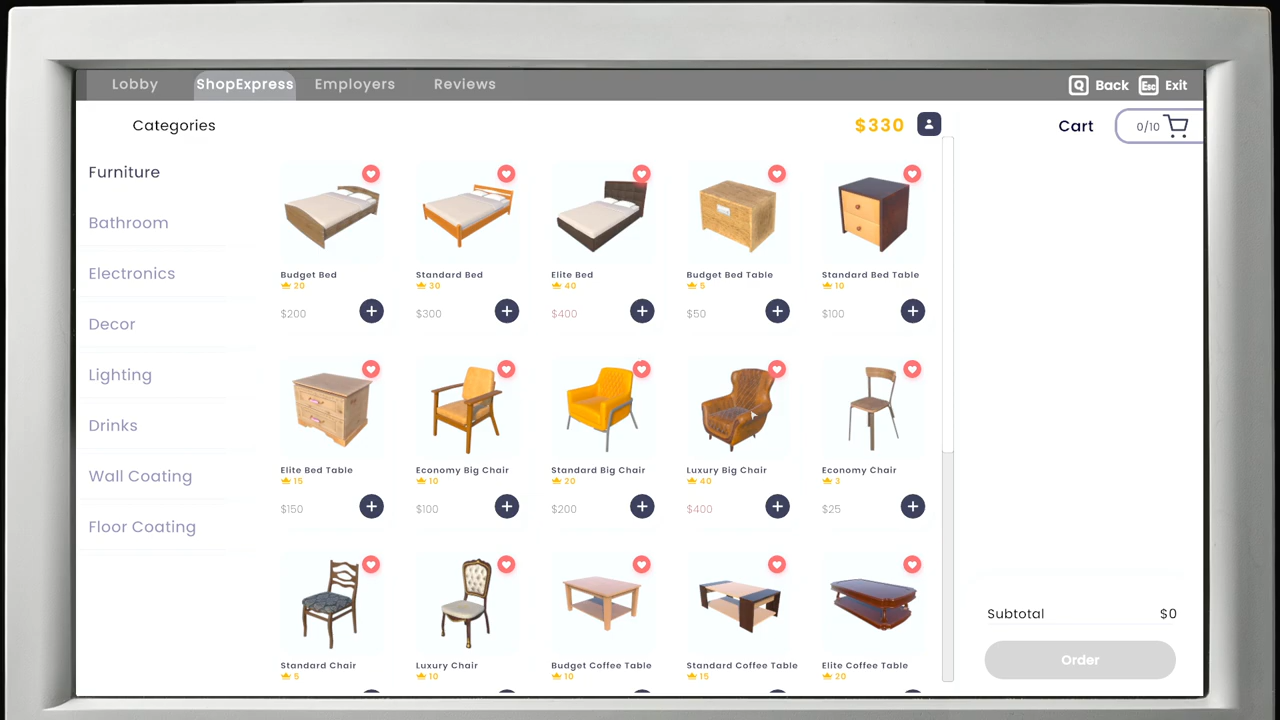 Lobby
ShopExpress
Employers
Reviews
Q Back Esc Exit
Categories
$330
Cart
0/10
Furniture
Bathroom
Electronics
Decor
Lighting
Drinks
Wall Coating
Floor Coating
Budget Bed
20
$200
Standard Bed
30
$300
Elite Bed
40
$400
Budget Bed Table
5
$50
Standard Bed Table
10
$100
Elite Bed Table
15
$150
Economy Big Chair
10
$100
Standard Big Chair
20
$200
Luxury Big Chair
40
$400
Economy Chair
3
$25
Standard Chair
5
Luxury Chair
10
Budget Coffee Table
10
Standard Coffee Table
15
Elite Coffee Table
20
Subtotal $0
Order